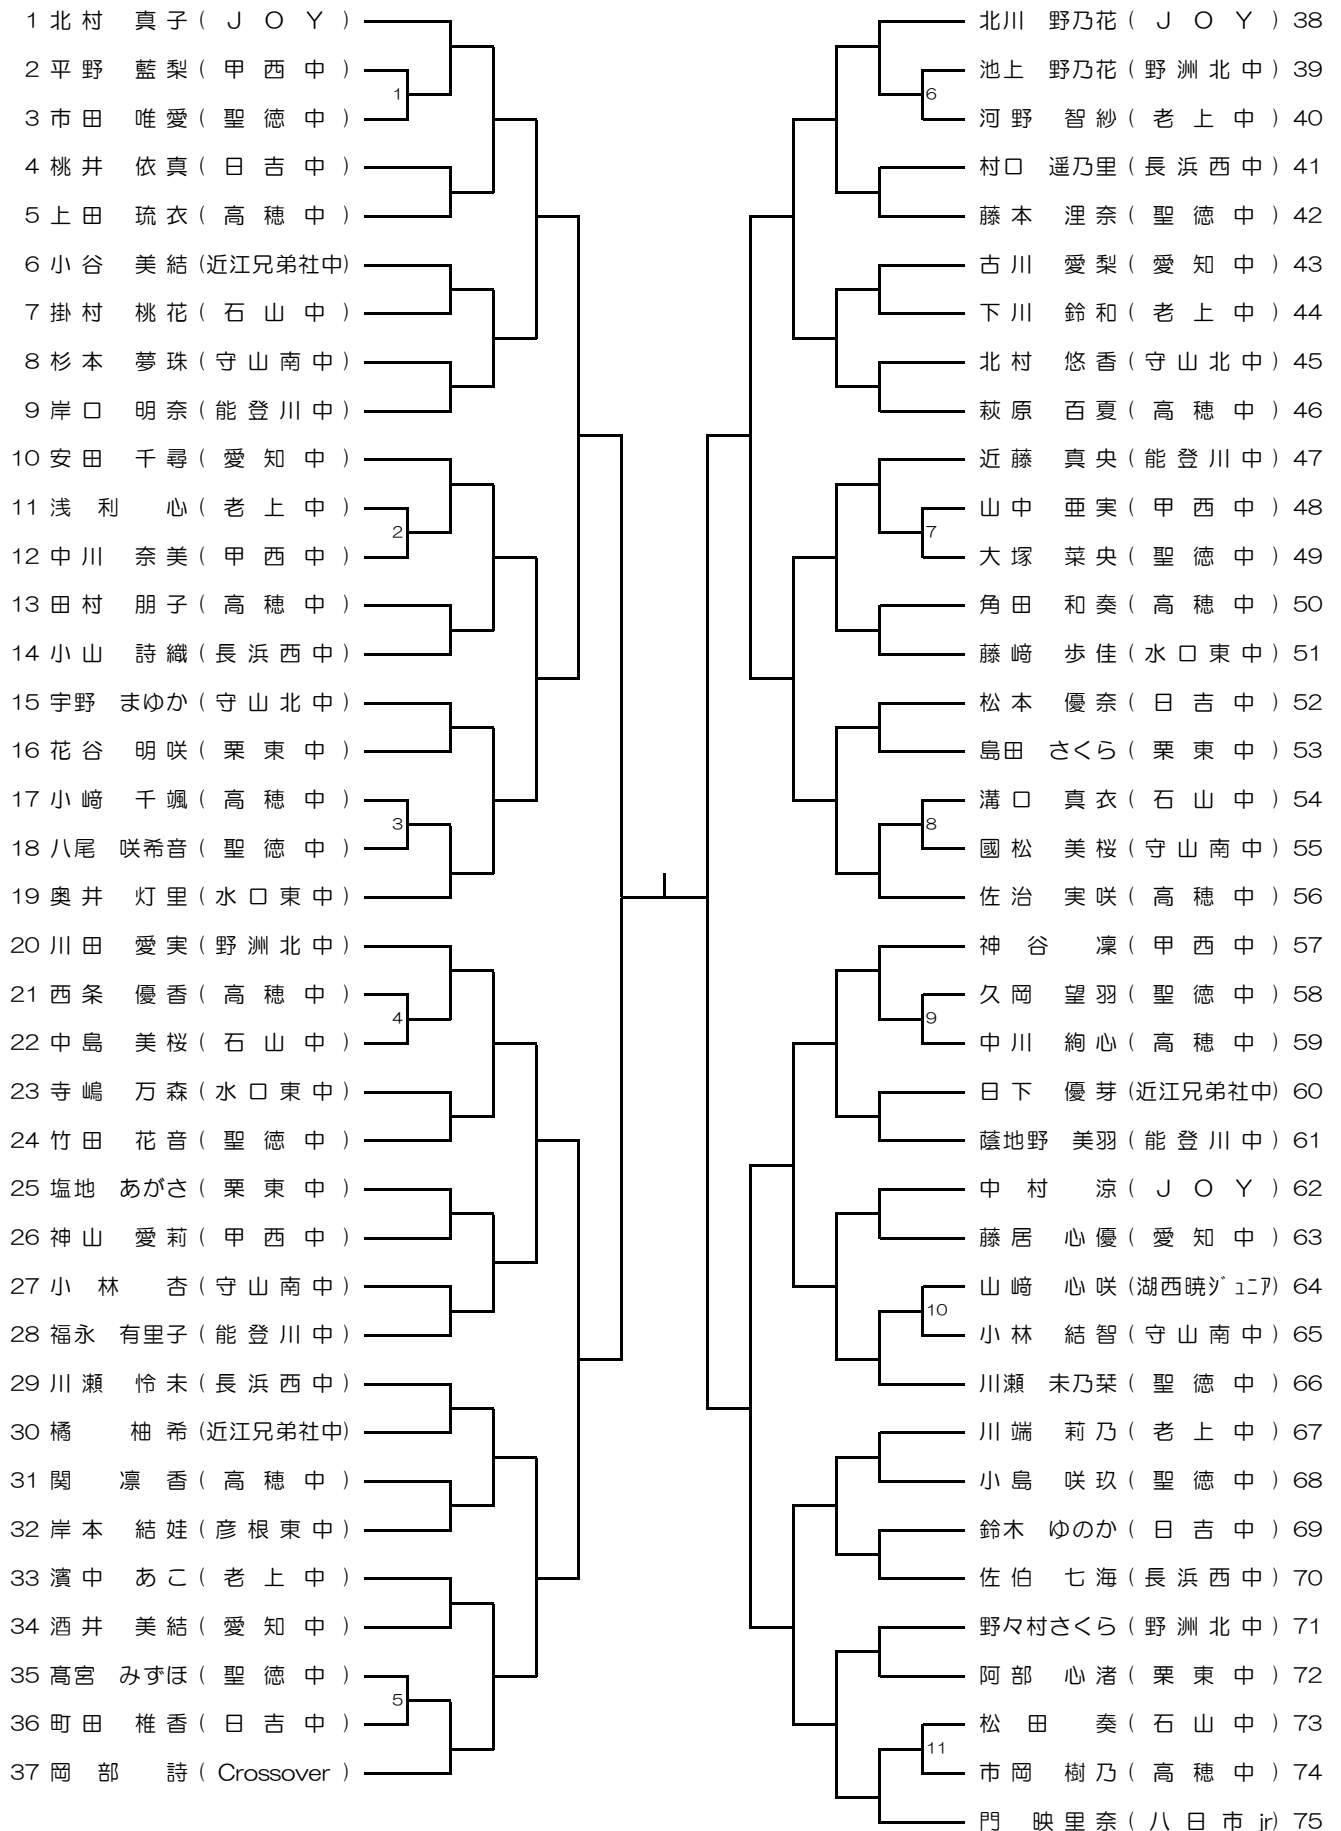 1 北村 真子 ( J O Y )
2 平野 藍梨 ( 甲西中 )
1
3 市田 唯愛 ( 聖徳中 )
4 桃井 依真 ( 日吉中 )
5 上田 琉衣 ( 高穂中 )
6 小谷 美結 (近江兄弟社中)
7 掛村 桃花 ( 石山中 )
8 杉本 夢珠 ( 守山南中 )
9 岸口 明奈 ( 能登川中 )
10 安田 千尋 ( 愛知中 )
11 浅利 心 ( 老上中 )
2
12 中川 奈美 ( 甲西中 )
13 田村 朋子 ( 高穂中 )
14 小山 詩織 ( 長浜西中 )
15 宇野 まゆか ( 守山北中 )
16 花谷 明咲 ( 栗東中 )
17 小﨑 千颯 ( 高穂中 )
3
18 八尾 咲希音 ( 聖徳中 )
19 奥井 灯里 ( 水口東中 )
20 川田 愛実 ( 野洲北中 )
21 西条 優香 ( 高穂中 )
4
22 中島 美桜 ( 石山中 )
23 寺嶋 万森 ( 水口東中 )
24 竹田 花音 ( 聖徳中 )
25 塩地 あがさ ( 栗東中 )
26 神山 愛莉 ( 甲西中 )
27 小林 杏 ( 守山南中 )
28 福永 有里子 ( 能登川中 )
29 川瀬 怜未 ( 長浜西中 )
30 橘 柚希 (近江兄弟社中)
31 関 凛香 ( 高穂中 )
32 岸本 結娃 ( 彦根東中 )
33 濱中 あこ ( 老上中 )
34 酒井 美結 ( 愛知中 )
35 髙宮 みずほ ( 聖徳中 )
5
36 町田 椎香 ( 日吉中 )
37 岡部 詩 ( Crossover )
北川 野乃花 ( J O Y ) 38
池上 野乃花 ( 野洲北中 ) 39
6
河野 智紗 ( 老上中 ) 40
村口 遥乃里 ( 長浜西中 ) 41
藤本 浬奈 ( 聖徳中 ) 42
古川 愛梨 ( 愛知中 ) 43
下川 鈴和 ( 老上中 ) 44
北村 悠香 ( 守山北中 ) 45
萩原 百夏 ( 高穂中 ) 46
近藤 真央 ( 能登川中 ) 47
山中 亜実 ( 甲西中 ) 48
7
大塚 菜央 ( 聖徳中 ) 49
角田 和奏 ( 高穂中 ) 50
藤﨑 歩佳 ( 水口東中 ) 51
松本 優奈 ( 日吉中 ) 52
島田 さくら ( 栗東中 ) 53
溝口 真衣 ( 石山中 ) 54
8
國松 美桜 ( 守山南中 ) 55
佐治 実咲 ( 高穂中 ) 56
神谷 凜 ( 甲西中 ) 57
久岡 望羽 ( 聖徳中 ) 58
9
中川 絢心 ( 高穂中 ) 59
日下 優芽 (近江兄弟社中) 60
蔭地野 美羽 ( 能登川中 ) 61
中村 涼 ( J O Y ) 62
藤居 心優 ( 愛知中 ) 63
山﨑 心咲 (湖西暁ｼﾞｭﾆｱ) 64
10
小林 結智 ( 守山南中 ) 65
川瀬 未乃栞 ( 聖徳中 ) 66
川端 莉乃 ( 老上中 ) 67
小島 咲玖 ( 聖徳中 ) 68
鈴木 ゆのか ( 日吉中 ) 69
佐伯 七海 ( 長浜西中 ) 70
野々村さくら ( 野洲北中 ) 71
阿部 心渚 ( 栗東中 ) 72
松田 奏 ( 石山中 ) 73
11
市岡 樹乃 ( 高穂中 ) 74
門 映里奈 ( 八日市 jr) 75